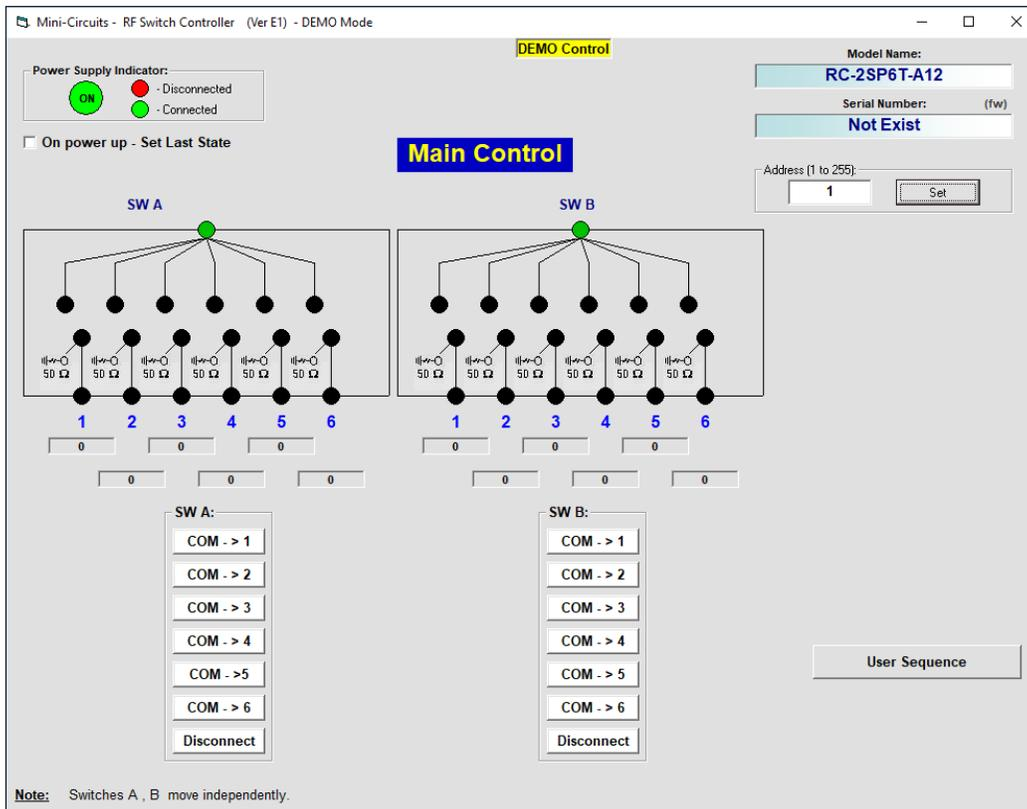 Mini-Circuits - RF Switch Controller (Ver E1) - DEMO Mode
DEMO Control
Power Supply Indicator:
ON
- Disconnected
- Connected
On power up - Set Last State
Main Control
Model Name:
RC-2SP6T-A12
Serial Number: (fw)
Not Exist
Address (1 to 255):
1 Set
SW A SW B
50 Ω 50 Ω 50 Ω 50 Ω 50 Ω 50 Ω 50 Ω 50 Ω 50 Ω 50 Ω 50 Ω 50 Ω
1 2 3 4 5 6 1 2 3 4 5 6
0 0 0 0 0 0
0 0 0 0 0 0
SW A:
COM - > 1
COM - > 2
COM - > 3
COM - > 4
COM ->5
COM - > 6
Disconnect
SW B:
COM - > 1
COM - > 2
COM - > 3
COM - > 4
COM - > 5
COM - > 6
Disconnect
User Sequence
Note: Switches A , B move independently.